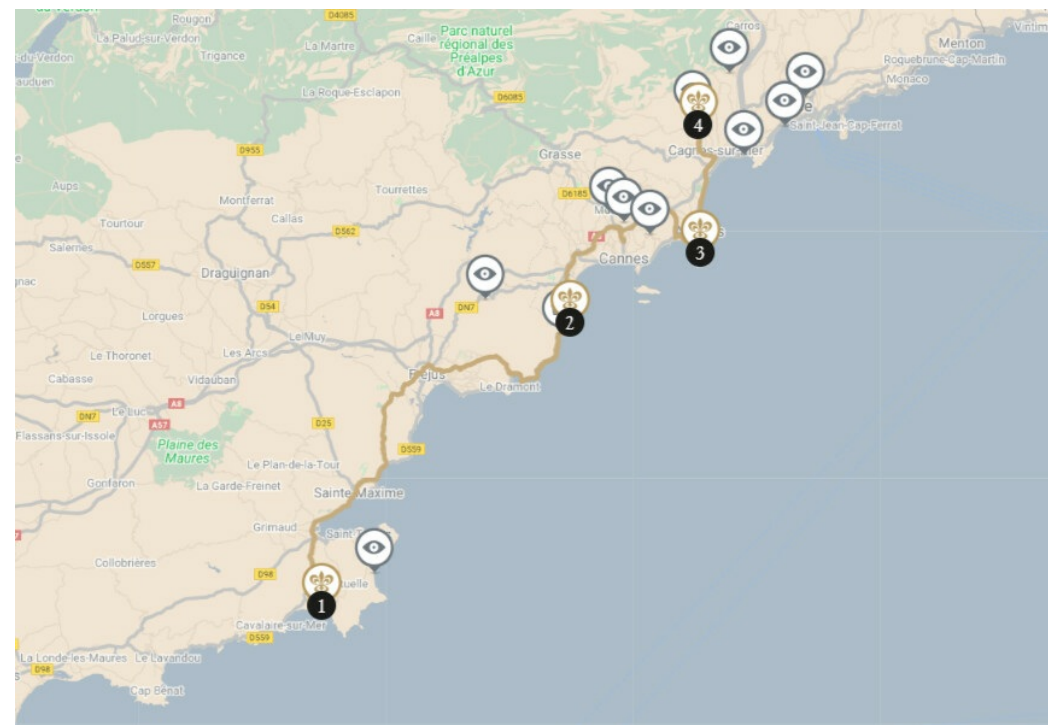 D4085
Rougon
La Palud-sur-Verdon
Trigance
La Martre
Caille
Parc naturel
régional des
Préalpes
d'Azur
Carros
Menton
Roquebrune-Cap-Martin
Monaco
La Roque-Esclapon
D6085
4
Saint-Jean-Cap-Ferrat
D955
Grasse
Cagnes-sur-Mer
Aups
Montferrat
Tourrettes
D6185
Tourtour
Callas
D562
3
Salernes
D557
Cannes
Draguignan
DN7
2
D54
A8
Lorgues
Le Muy
Le Thoronet
Les Arcs
Fréjus
Cabasse
Vidauban
Le Dramont
A8
DN7
Le Luc
A57
D25
Flassans-sur-Issole
Plaine des
Maures
D559
Le Plan-de-la-Tour
Gonfaron
La Garde-Freinet
Sainte-Maxime
Grimaud
Collobrières
D98
1
Cavalaire-sur-Mer
D559
La Londe-les-Maures
Le Lavandou
D98
Cap Bénat